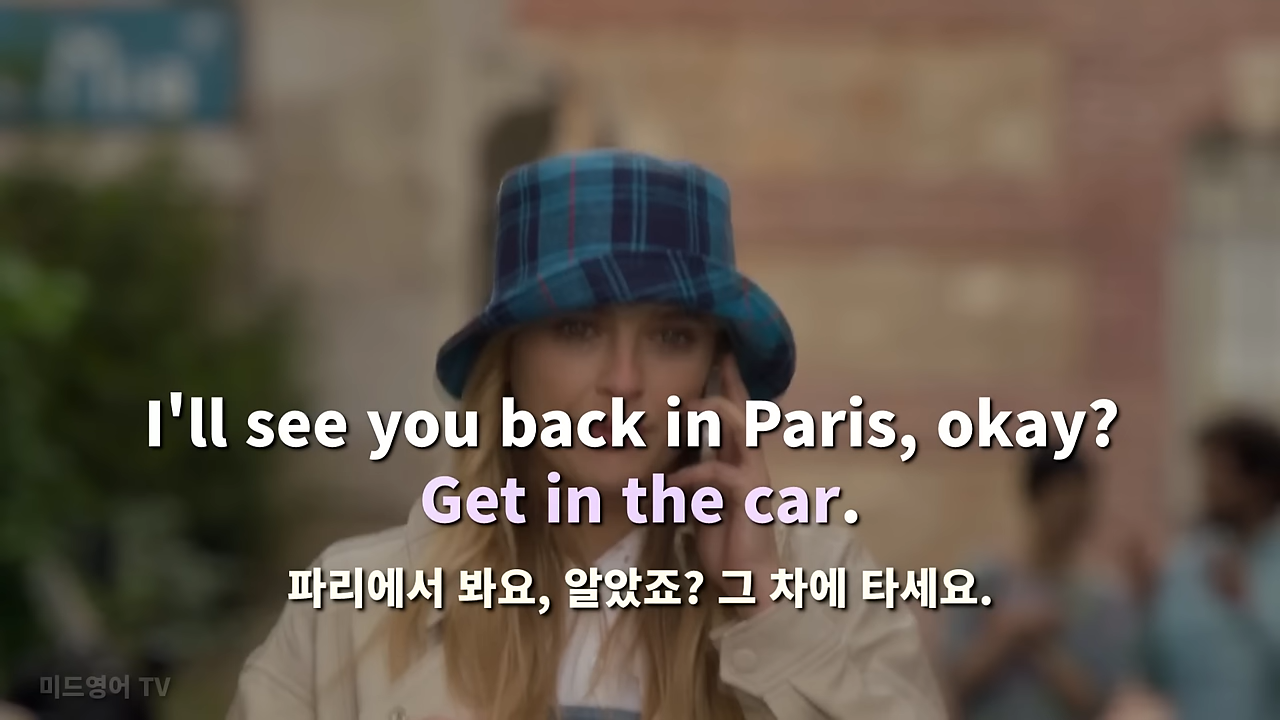 I'll see you back in Paris, okay?
Get in the car.
파리에서 봐요, 알았죠? 그 차에 타세요.
미드영어 TV